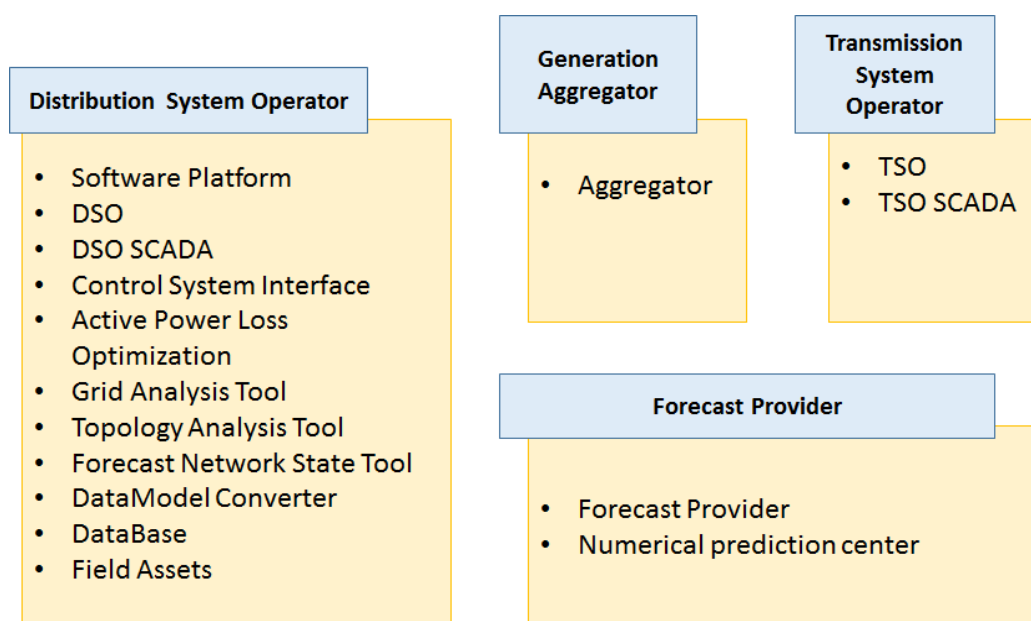 Distribution System Operator
• Software Platform
• DSO
• DSO SCADA
• Control System Interface
• Active Power Loss
Optimization
• Grid Analysis Tool
• Topology Analysis Tool
• Forecast Network State Tool
• DataModel Converter
• DataBase
• Field Assets
Generation
Aggregator
• Aggregator
Transmission
System
Operator
• TSO
• TSO SCADA
Forecast Provider
• Forecast Provider
• Numerical prediction center